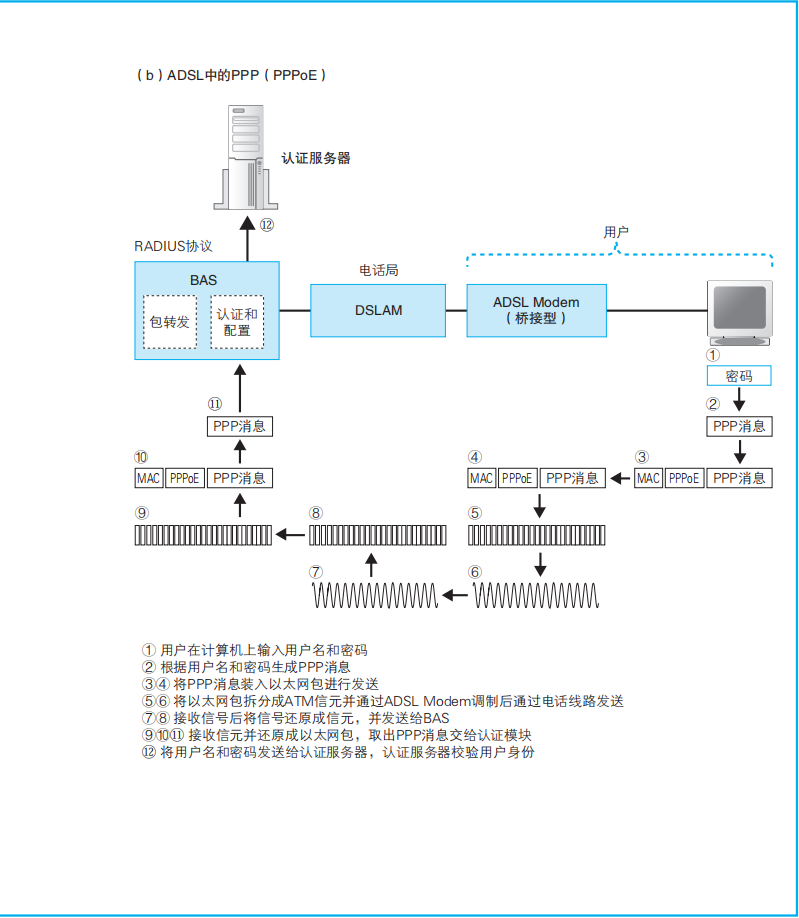 (b)ADSL中的PPP(PPPoE)
认证服务器
⑫
RADIUS协议
用户
BAS
电话局
包转发
认证和
配置
DSLAM
ADSL Modem
(桥接型)
①
密码
⑪
②
PPP消息
PPP消息
⑩
④
③
MAC PPPoE PPP消息
MAC PPPoE PPP消息
MAC PPPoE PPP消息
⑨
⑧
⑤
⑦
⑥
① 用户在计算机上输入用户名和密码
② 根据用户名和密码生成PPP消息
③④ 将PPP消息装入以太网包进行发送
⑤⑥ 将以太网包拆分成ATM信元并通过ADSL Modem调制后通过电话线路发送
⑦⑧ 接收信号后将信号还原成信元，并发送给BAS
⑨⑩⑪ 接收信元并还原成以太网包，取出PPP消息交给认证模块
⑫ 将用户名和密码发送给认证服务器，认证服务器校验用户身份